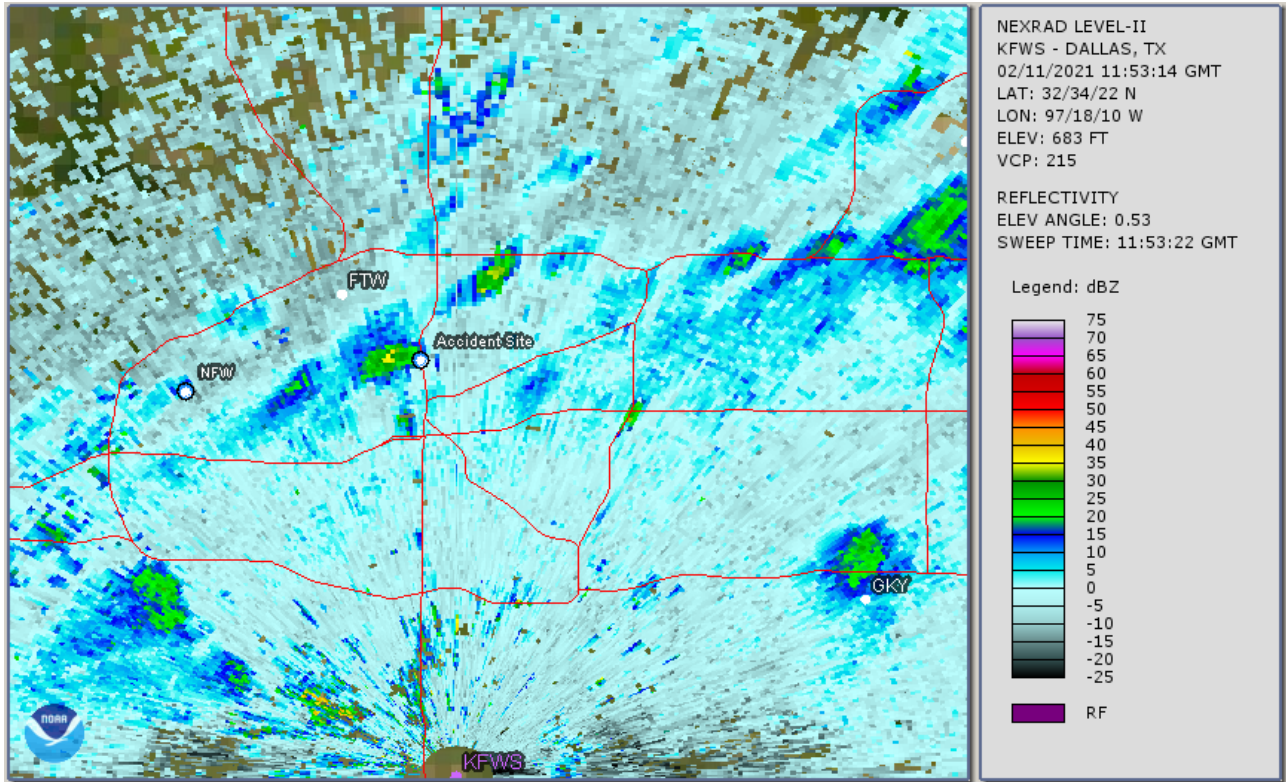 NEXRAD LEVEL-II
KFWS - DALLAS, TX
02/11/2021 11:53:14 GMT
LAT: 32/34/22 N
LON: 97/18/10 W
ELEV: 683 FT
VCP: 215
REFLECTIVITY
ELEV ANGLE: 0.53
SWEEP TIME: 11:53:22 GMT
Legend: dBZ
75
70
65
60
55
50
45
40
35
30
25
20
15
10
5
0
-5
-10
-15
-20
-25
RF
FTW
Accident Site
NFW
GKY
KFWS
NOAA